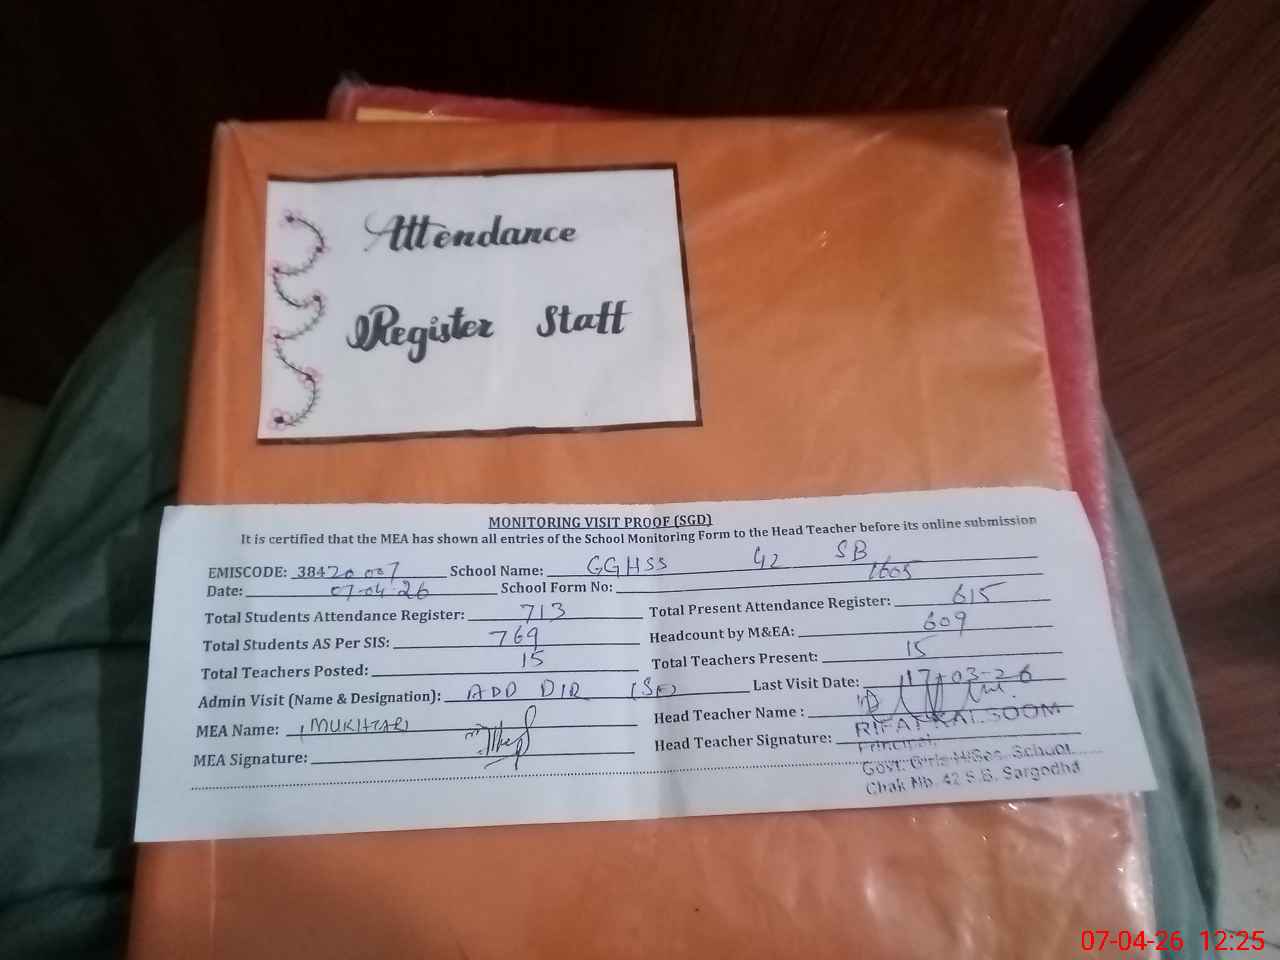 Attendance
Register Staff
MONITORING VISIT PROOF (SGD)
It is certified that the MEA has shown all entries of the School Monitoring Form to the Head Teacher before its online submission
EMISCODE: 38420007 School Name: GGHSS 42 SB
Date: 07-04-26 School Form No: 1605
Total Students Attendance Register: 713 Total Present Attendance Register: 615
Total Students AS Per SIS: 769 Headcount by M&EA: 609
Total Teachers Posted: 15 Total Teachers Present: 15
Admin Visit (Name & Designation): ADD DIR (SE) Last Visit Date: 17-03-26
MEA Name: MUKHTAR Head Teacher Name :
MEA Signature: Head Teacher Signature:
RIFAT KALSOOM
Principal
Govt. Girls H/Sec. School
Chak Nb. 42 S.B. Sargodha
07-04-26 12:25